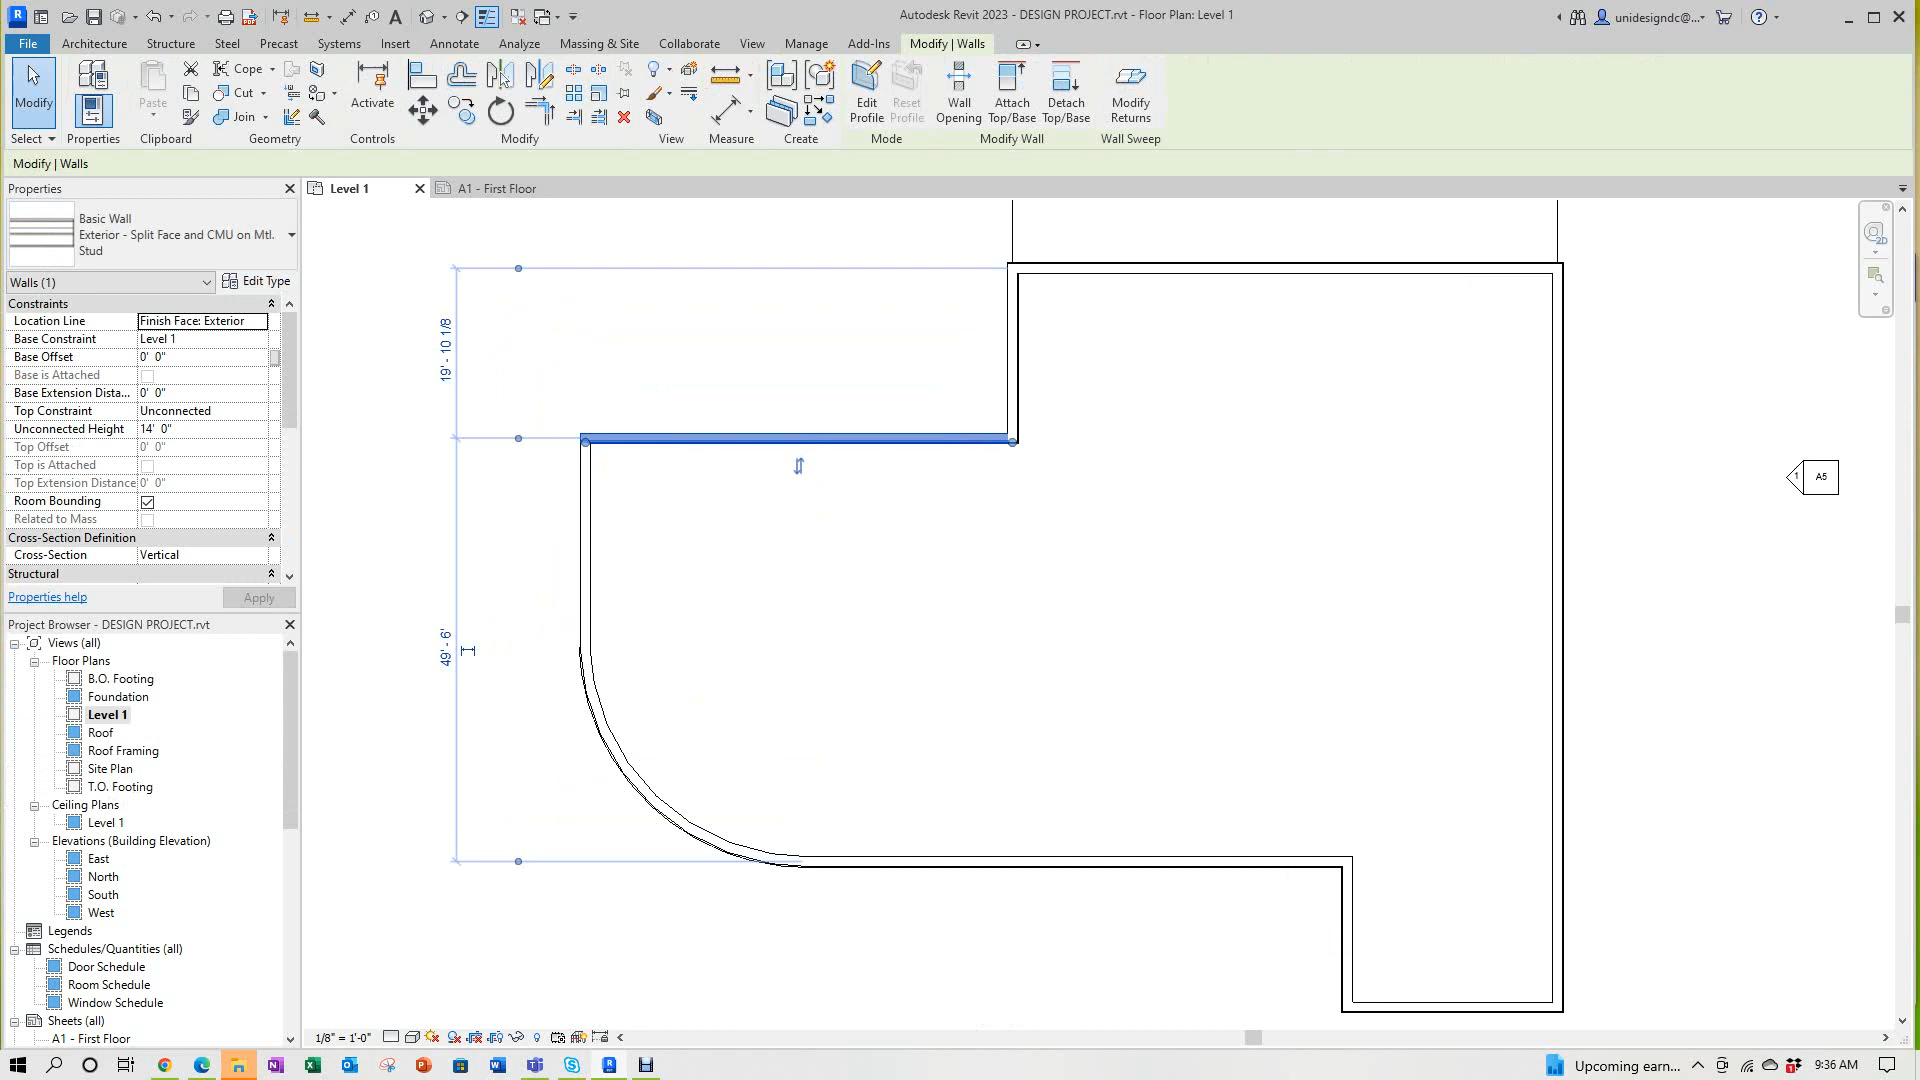 Autodesk Revit 2023 - DESIGN PROJECT.rvt - Floor Plan: Level 1
unidesigndc@...
File Architecture Structure Steel Precast Systems Insert Annotate Analyze Massing & Site Collaborate View Manage Add-Ins Modify | Walls
Modify
Paste
Cope
Cut
Join
Activate
Edit Profile
Reset Profile
Wall Opening
Attach Top/Base
Detach Top/Base
Modify Returns
Select Properties Clipboard Geometry Controls Modify View Measure Create Mode Modify Wall Wall Sweep
Modify | Walls
Properties
Level 1
A1 - First Floor
Basic Wall
Exterior - Split Face and CMU on Mtl.
Stud
Walls (1)
Edit Type
Constraints
Location Line Finish Face: Exterior
Base Constraint Level 1
Base Offset 0' 0"
Base is Attached
Base Extension Dista... 0' 0"
Top Constraint Unconnected
Unconnected Height 14' 0"
Top Offset 0' 0"
Top is Attached
Top Extension Distance 0' 0"
Room Bounding
Related to Mass
Cross-Section Definition
Cross-Section Vertical
Structural
Properties help
Apply
Project Browser - DESIGN PROJECT.rvt
Views (all)
Floor Plans
B.O. Footing
Foundation
Level 1
Roof
Roof Framing
Site Plan
T.O. Footing
Ceiling Plans
Level 1
Elevations (Building Elevation)
East
North
South
West
Legends
Schedules/Quantities (all)
Door Schedule
Room Schedule
Window Schedule
Sheets (all)
A1 - First Floor
19' - 10 1/8
49' - 6'
1 A5
2D
1/8" = 1'-0"
Upcoming earn...
9:36 AM